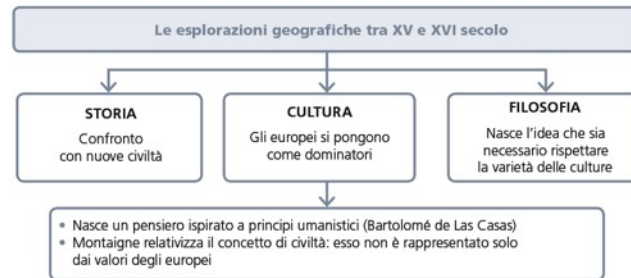 Le esplorazioni geografiche tra XV e XVI secolo
STORIA
Confronto
con nuove civiltà
CULTURA
Gli europei si pongono
come dominatori
FILOSOFIA
Nasce l’idea che sia
necessario rispettare
la varietà delle culture
• Nasce un pensiero ispirato a principi umanistici (Bartolomé de Las Casas)
• Montaigne relativizza il concetto di civiltà: esso non è rappresentato solo
dai valori degli europei